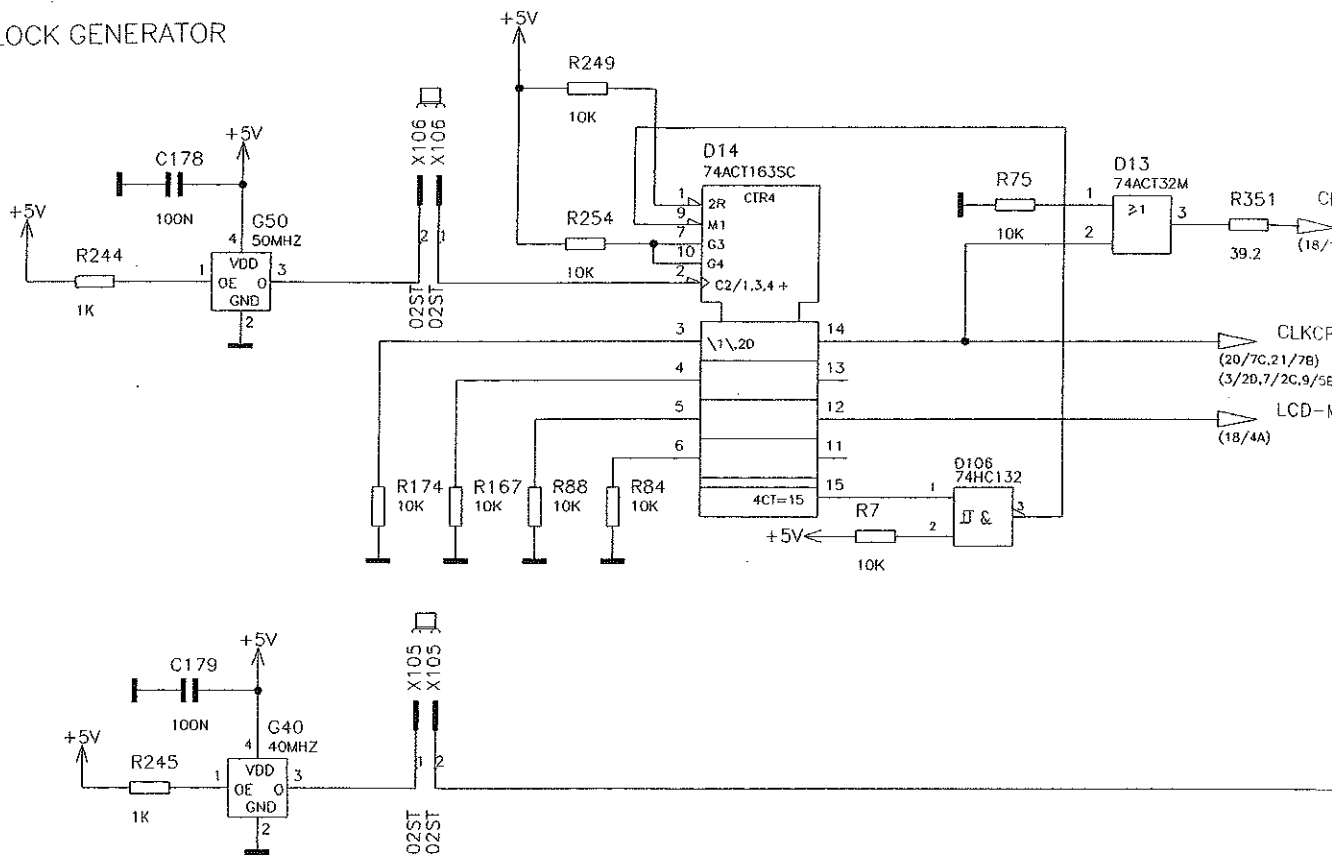 LOCK GENERATOR
+5V
R249
10K
X106
X106
2
1
02ST
02ST
+5V
C178
100N
G50
50MHZ
4
VDD
1
OE
O
3
GND
2
+5V
R244
1K
R254
10K
D14
74ACT163SC
CTR4
1
2R
9
M1
7
G3
10
G4
2
C2/1,3,4 +
3
\1\,2D
14
4
13
5
12
6
11
15
4CT=15
R75
10K
D13
74ACT32M
1
2
≥1
3
R351
39.2
(18/
CLKCP
(20/7C,21/7B)
(3/2D,7/2C,9/5B
LCD-M
(18/4A)
R174
10K
R167
10K
R88
10K
R84
10K
D106
74HC132
1
2
&
3
+5V
R7
10K
+5V
C179
100N
G40
40MHZ
4
VDD
1
OE
O
3
GND
2
+5V
R245
1K
X105
X105
1
2
02ST
02ST